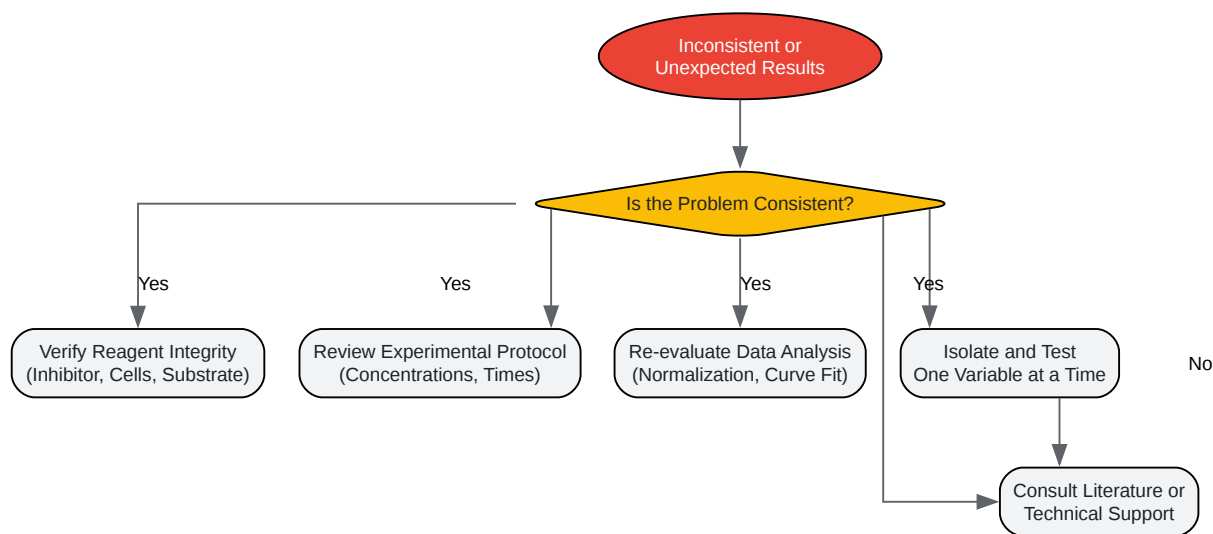 Inconsistent or
Unexpected Results
Is the Problem Consistent?
Yes
Yes
Yes
Yes
Verify Reagent Integrity
(Inhibitor, Cells, Substrate)
Review Experimental Protocol
(Concentrations, Times)
Re-evaluate Data Analysis
(Normalization, Curve Fit)
Isolate and Test
One Variable at a Time
No
Consult Literature or
Technical Support